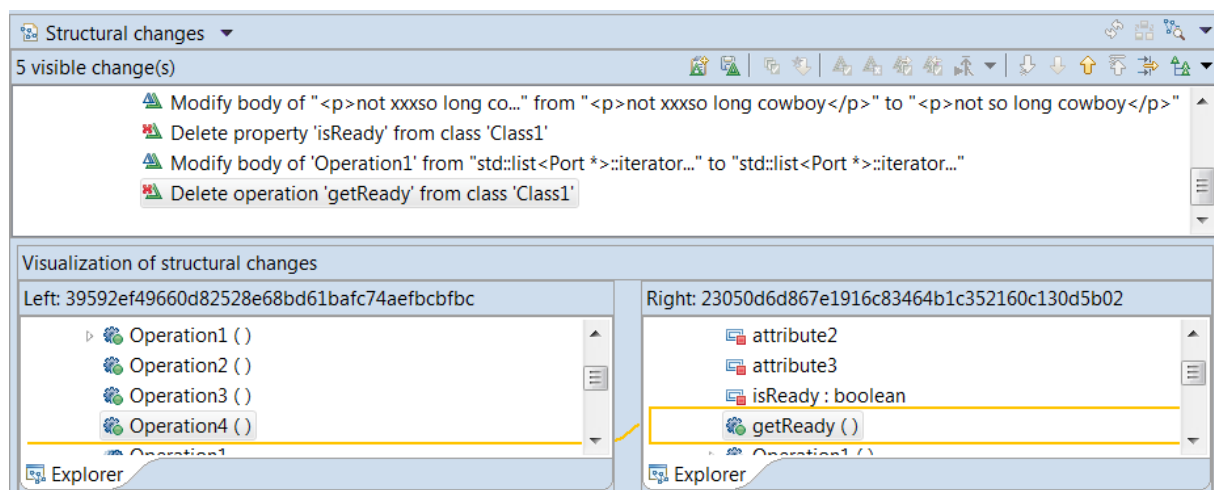 Structural changes
5 visible change(s)
Modify body of "<p>not xxxso long co..." from "<p>not xxxso long cowboy</p>" to "<p>not so long cowboy</p>"
Delete property 'isReady' from class 'Class1'
Modify body of 'Operation1' from "std::list<Port *>::iterator..." to "std::list<Port *>::iterator..."
Delete operation 'getReady' from class 'Class1'
Visualization of structural changes
Left: 39592ef49660d82528e68bd61bafc74aefbcbfbc
Operation1 ( )
Operation2 ( )
Operation3 ( )
Operation4 ( )
Operation1
Explorer
Right: 23050d6d867e1916c83464b1c352160c130d5b02
attribute2
attribute3
isReady : boolean
getReady ( )
Operation1 ( )
Explorer